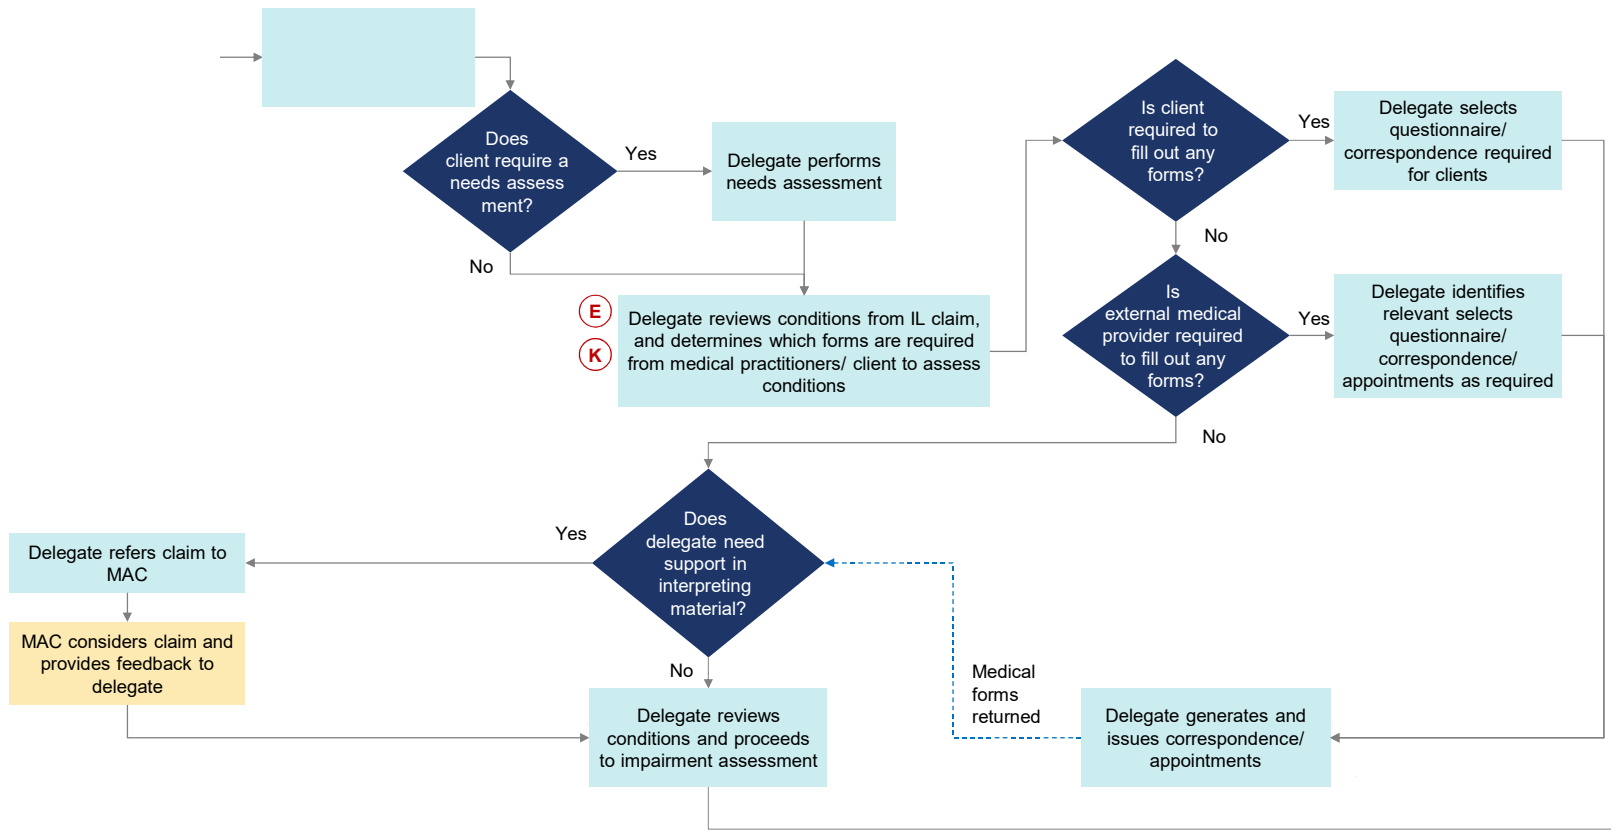 Does
client require a
needs assess
ment?
Yes
No
Delegate performs
needs assessment
E
K
Delegate reviews conditions from IL claim,
and determines which forms are required
from medical practitioners/ client to assess
conditions
Is client
required to
fill out any
forms?
Yes
No
Delegate selects
questionnaire/
correspondence required
for clients
Is
external medical
provider required
to fill out any
forms?
Yes
No
Delegate identifies
relevant selects
questionnaire/
correspondence/
appointments as required
Does
delegate need
support in
interpreting
material?
Yes
No
Delegate refers claim to
MAC
MAC considers claim and
provides feedback to
delegate
Delegate reviews
conditions and proceeds
to impairment assessment
Medical
forms
returned
Delegate generates and
issues correspondence/
appointments